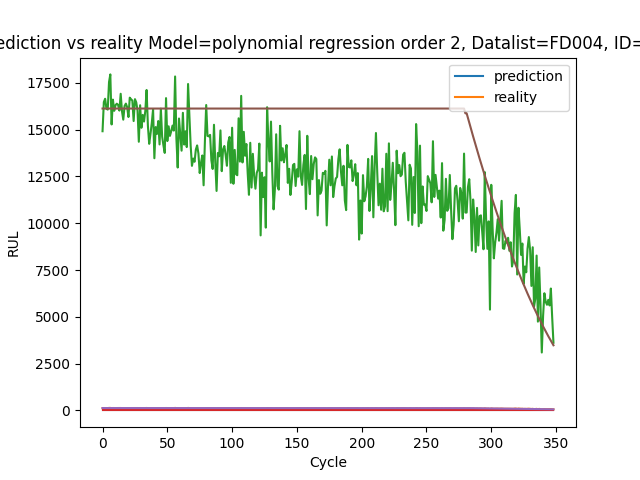 ediction vs reality Model=polynomial regression order 2, Datalist=FD004, ID=
prediction
reality
17500
15000
12500
10000
7500
5000
2500
0
RUL
0 50 100 150 200 250 300 350
Cycle